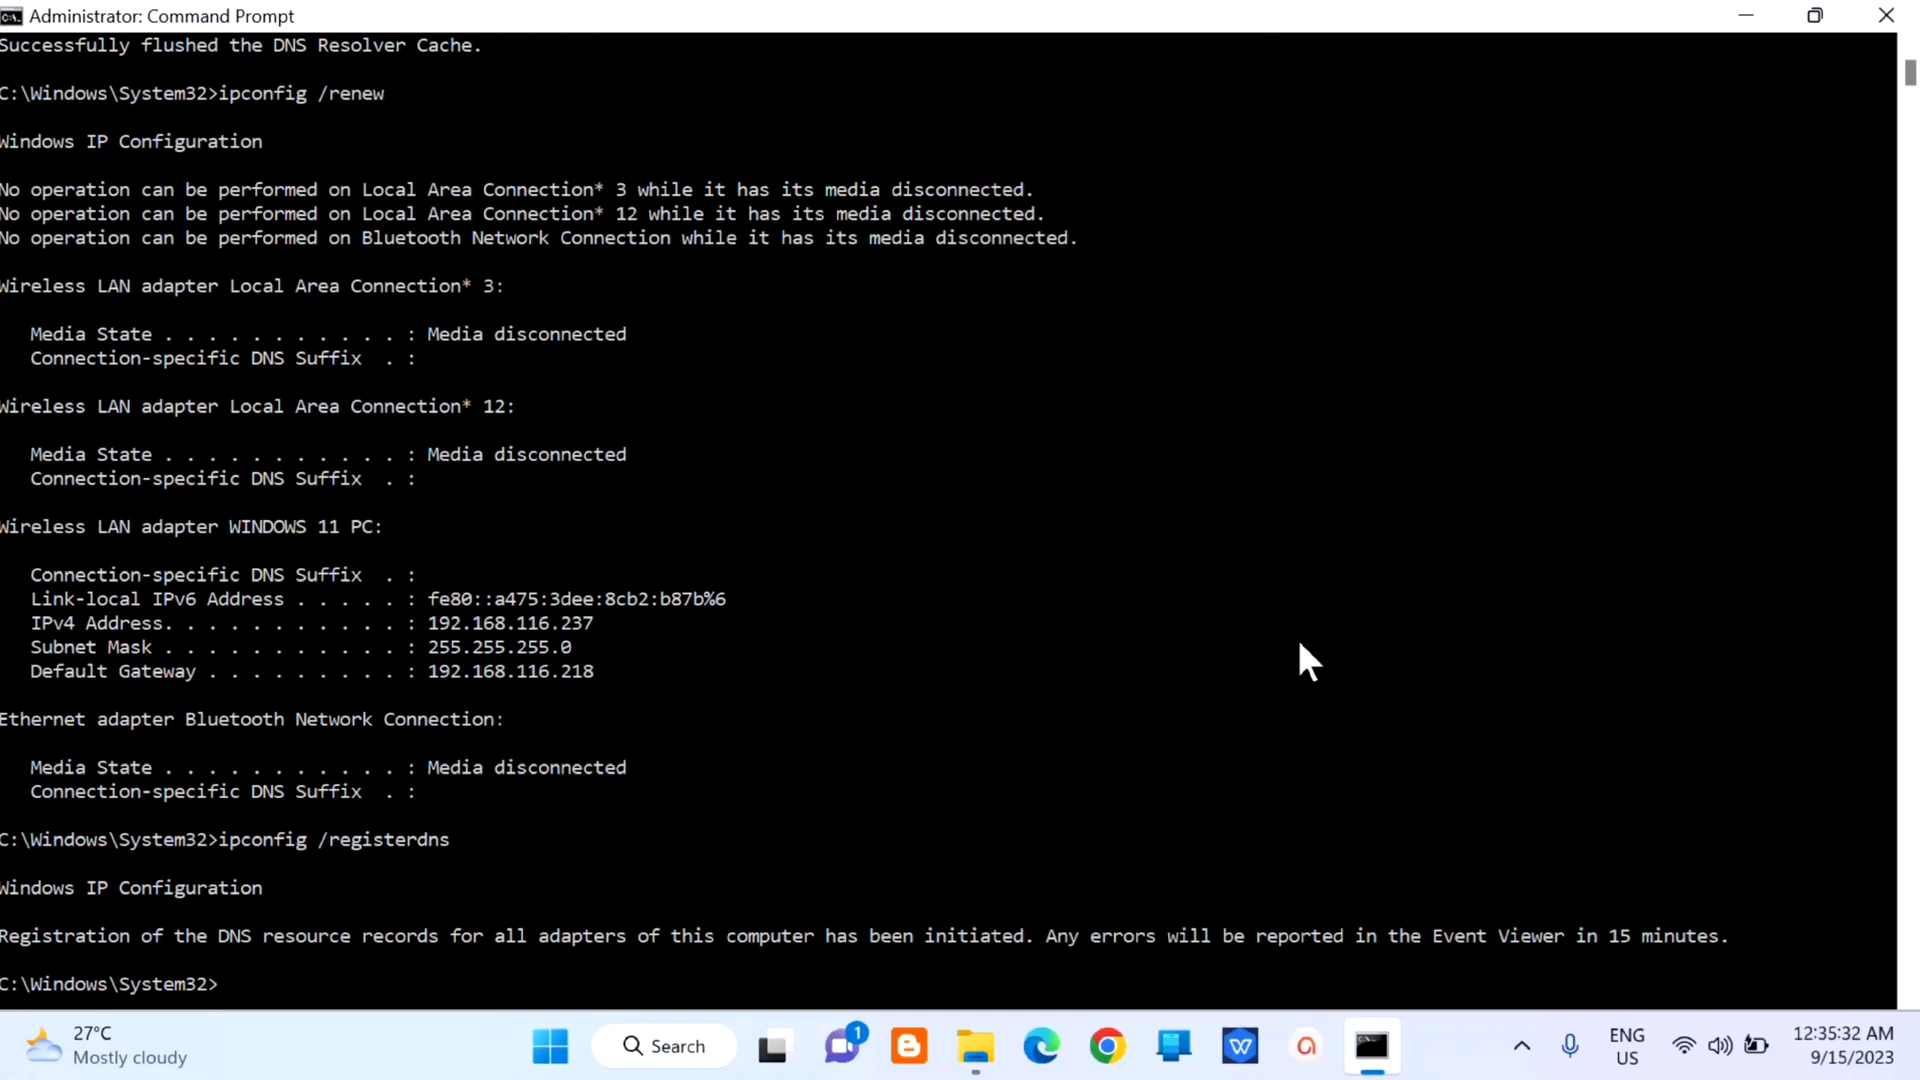 Administrator: Command Prompt
Successfully flushed the DNS Resolver Cache.
C:\Windows\System32>ipconfig /renew
Windows IP Configuration
No operation can be performed on Local Area Connection* 3 while it has its media disconnected.
No operation can be performed on Local Area Connection* 12 while it has its media disconnected.
No operation can be performed on Bluetooth Network Connection while it has its media disconnected.
Wireless LAN adapter Local Area Connection* 3:
Media State . . . . . . . . . . . : Media disconnected
Connection-specific DNS Suffix  . :
Wireless LAN adapter Local Area Connection* 12:
Media State . . . . . . . . . . . : Media disconnected
Connection-specific DNS Suffix  . :
Wireless LAN adapter WINDOWS 11 PC:
Connection-specific DNS Suffix  . :
Link-local IPv6 Address . . . . . : fe80::a475:3dee:8cb2:b87b%6
IPv4 Address. . . . . . . . . . . : 192.168.116.237
Subnet Mask . . . . . . . . . . . : 255.255.255.0
Default Gateway . . . . . . . . . : 192.168.116.218
Ethernet adapter Bluetooth Network Connection:
Media State . . . . . . . . . . . : Media disconnected
Connection-specific DNS Suffix  . :
C:\Windows\System32>ipconfig /registerdns
Windows IP Configuration
Registration of the DNS resource records for all adapters of this computer has been initiated. Any errors will be reported in the Event Viewer in 15 minutes.
C:\Windows\System32>
27°C
Mostly cloudy
Search
1
ENG
US
12:35:32 AM
9/15/2023